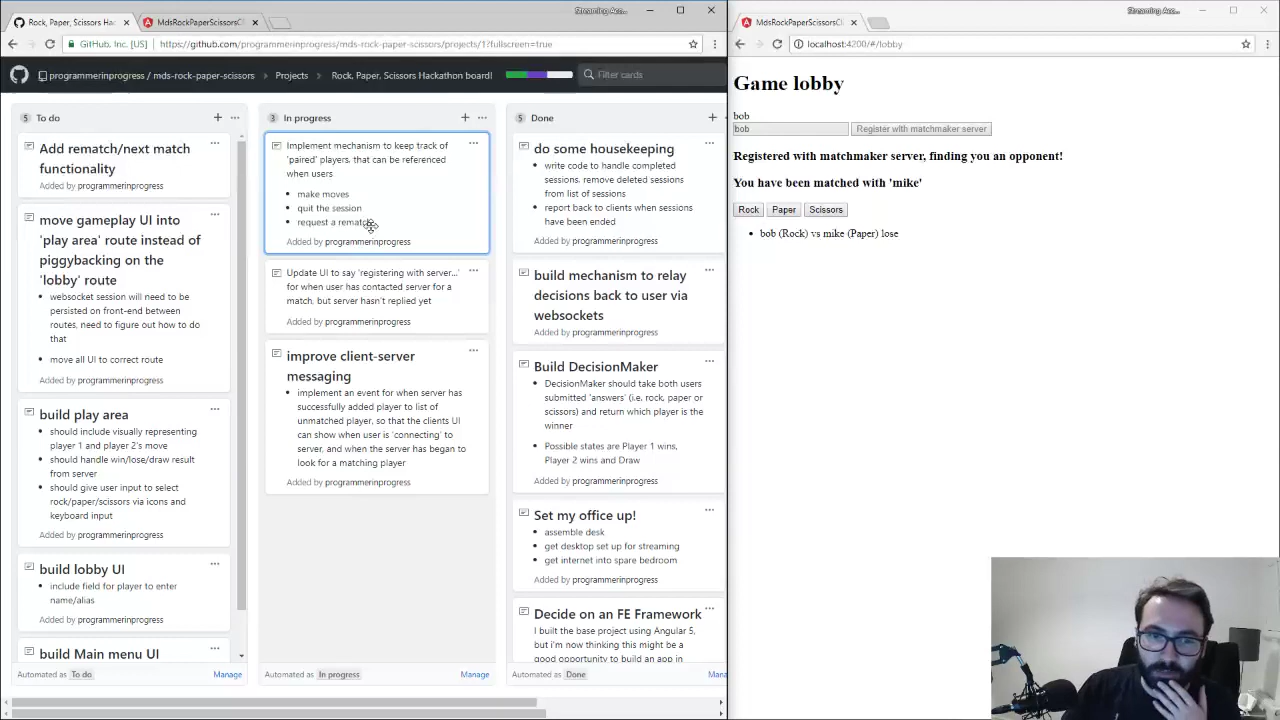 Rock, Paper, Scissors Hac
MdsRockPaperScissorsCl
Streaming Acc...
GitHub, Inc. [US]
https://github.com/programmerinprogress/mds-rock-paper-scissors/projects/1?fullscreen=true
programmerinprogress / mds-rock-paper-scissors
Projects
Rock, Paper, Scissors Hackathon board!
Filter cards
5 To do
Add rematch/next match
functionality
Added by programmerinprogress
move gameplay UI into
'play area' route instead of
piggybacking on the
'lobby' route
websocket session will need to be
persisted on front-end between
routes, need to figure out how to do
that
move all UI to correct route
Added by programmerinprogress
build play area
should include visually representing
player 1 and player 2's move
should handle win/lose/draw result
from server
should give user input to select
rock/paper/scissors via icons and
keyboard input
Added by programmerinprogress
build lobby UI
include field for player to enter
name/alias
Added by programmerinprogress
build Main menu UI
Automated as To do
Manage
3 In progress
Implement mechanism to keep track of
'paired' players, that can be referenced
when users
make moves
quit the session
request a rematch
Added by programmerinprogress
Update UI to say 'registering with server...'
for when user has contacted server for a
match, but server hasn't replied yet
Added by programmerinprogress
improve client-server
messaging
implement an event for when server has
successfully added player to list of
unmatched player, so that the clients UI
can show when user is 'connecting' to
server, and when the server has began to
look for a matching player
Added by programmerinprogress
Automated as In progress
Manage
5 Done
do some housekeeping
write code to handle completed
sessions, remove deleted sessions
from list of sessions
report back to clients when sessions
have been ended
Added by programmerinprogress
build mechanism to relay
decisions back to user via
websockets
Added by programmerinprogress
Build DecisionMaker
DecisionMaker should take both users
submitted 'answers' (i.e. rock, paper or
scissors) and return which player is the
winner
Possible states are Player 1 wins,
Player 2 wins and Draw
Added by programmerinprogress
Set my office up!
assemble desk
get desktop set up for streaming
get internet into spare bedroom
Added by programmerinprogress
Decide on an FE Framework
I built the base project using Angular 5,
but i'm now thinking this might be a
good opportunity to build an app in
Automated as Done
Mana
MdsRockPaperScissorsCl
Streaming Acc...
localhost:4200/#/lobby
Game lobby
bob
bob
Register with matchmaker server
Registered with matchmaker server, finding you an opponent!
You have been matched with 'mike'
Rock Paper Scissors
bob (Rock) vs mike (Paper) lose